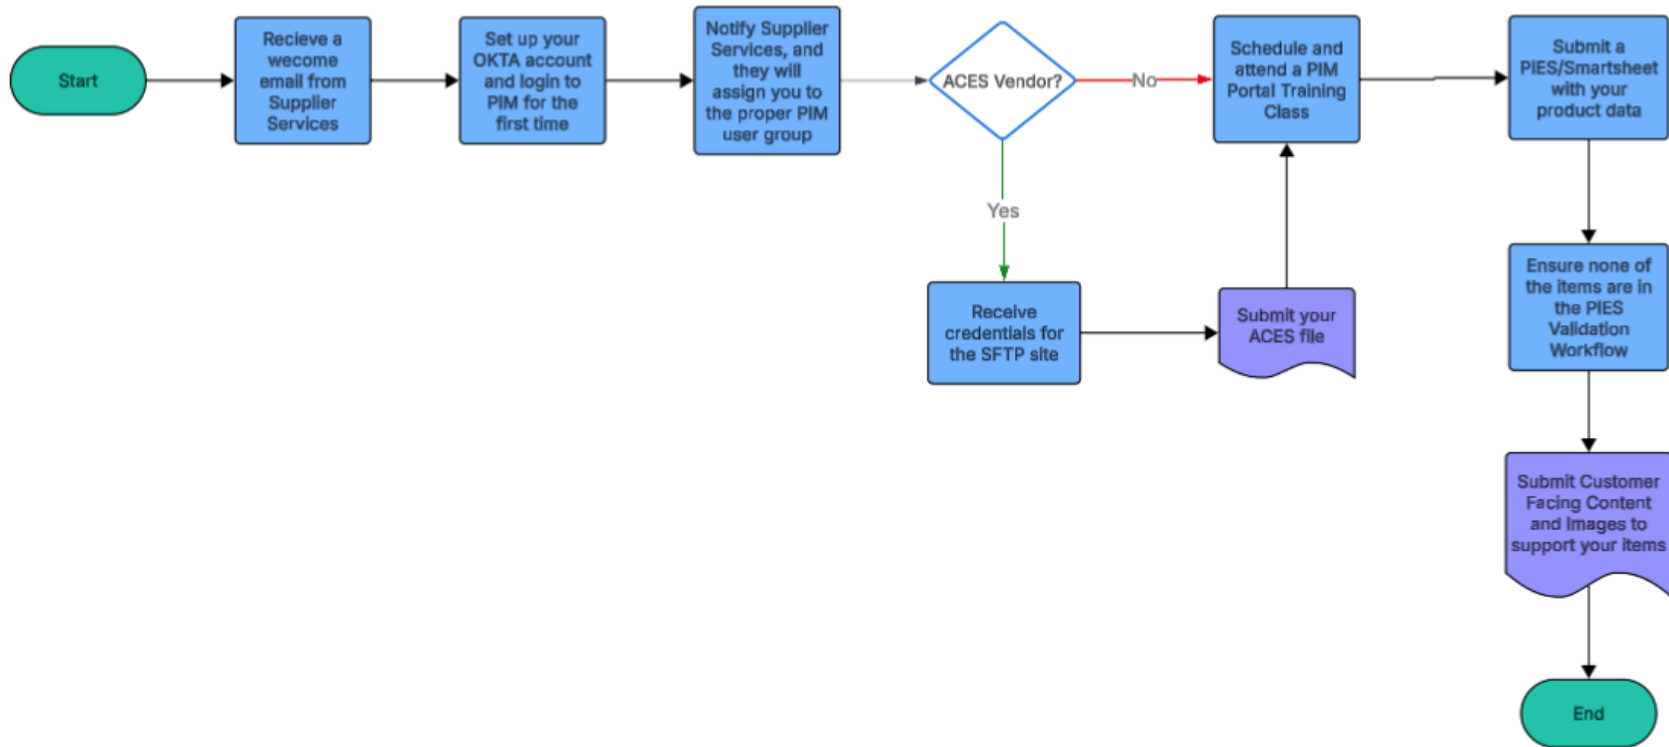 Start
Recieve a
wecome
email from
Supplier
Services
Set up your
OKTA account
and login to
PIM for the
first time
Notify Supplier
Services, and
they will
assign you to
the proper PIM
user group
ACES Vendor?
No
Schedule and
attend a PIM
Portal Training
Class
Submit a
PIES/Smartsheet
with your
product data
Yes
Receive
credentials for
the SFTP site
Submit your
ACES file
Ensure none of
the items are in
the PIES
Validation
Workflow
Submit Customer
Facing Content
and Images to
support your items
End